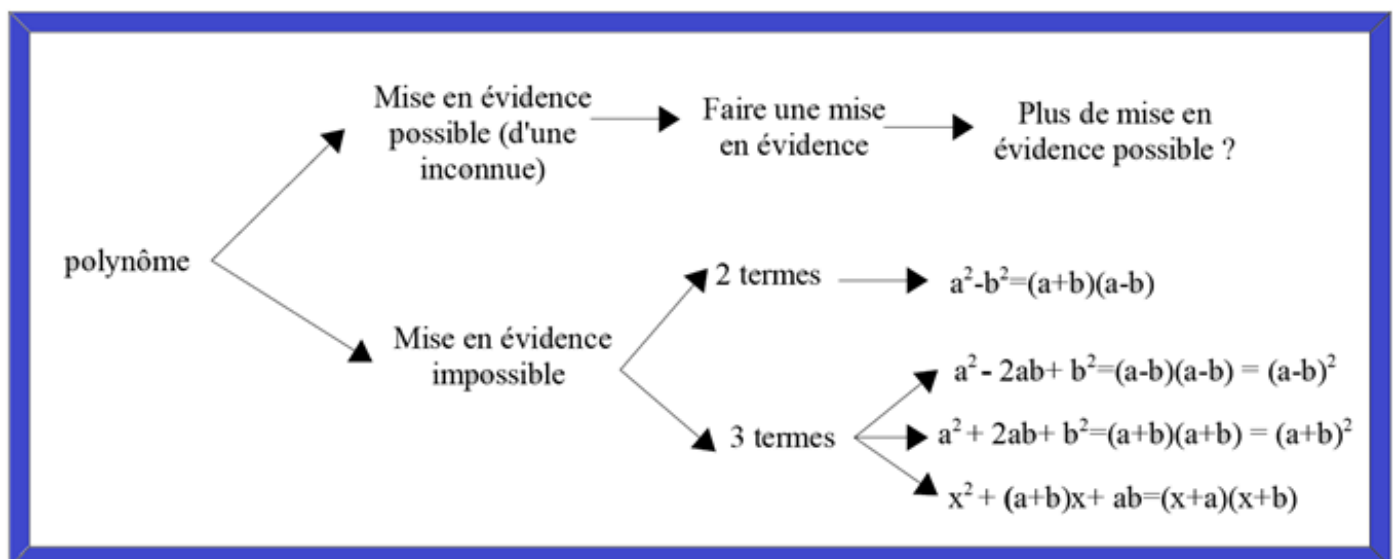 Mise en évidence
possible (d'une
inconnue)
Faire une mise
en évidence
Plus de mise en
évidence possible ?
polynôme
Mise en évidence
impossible
2 termes
a²-b²=(a+b)(a-b)
3 termes
a²- 2ab+ b²=(a-b)(a-b) = (a-b)²
a²+ 2ab+ b²=(a+b)(a+b) = (a+b)²
x²+ (a+b)x+ ab=(x+a)(x+b)